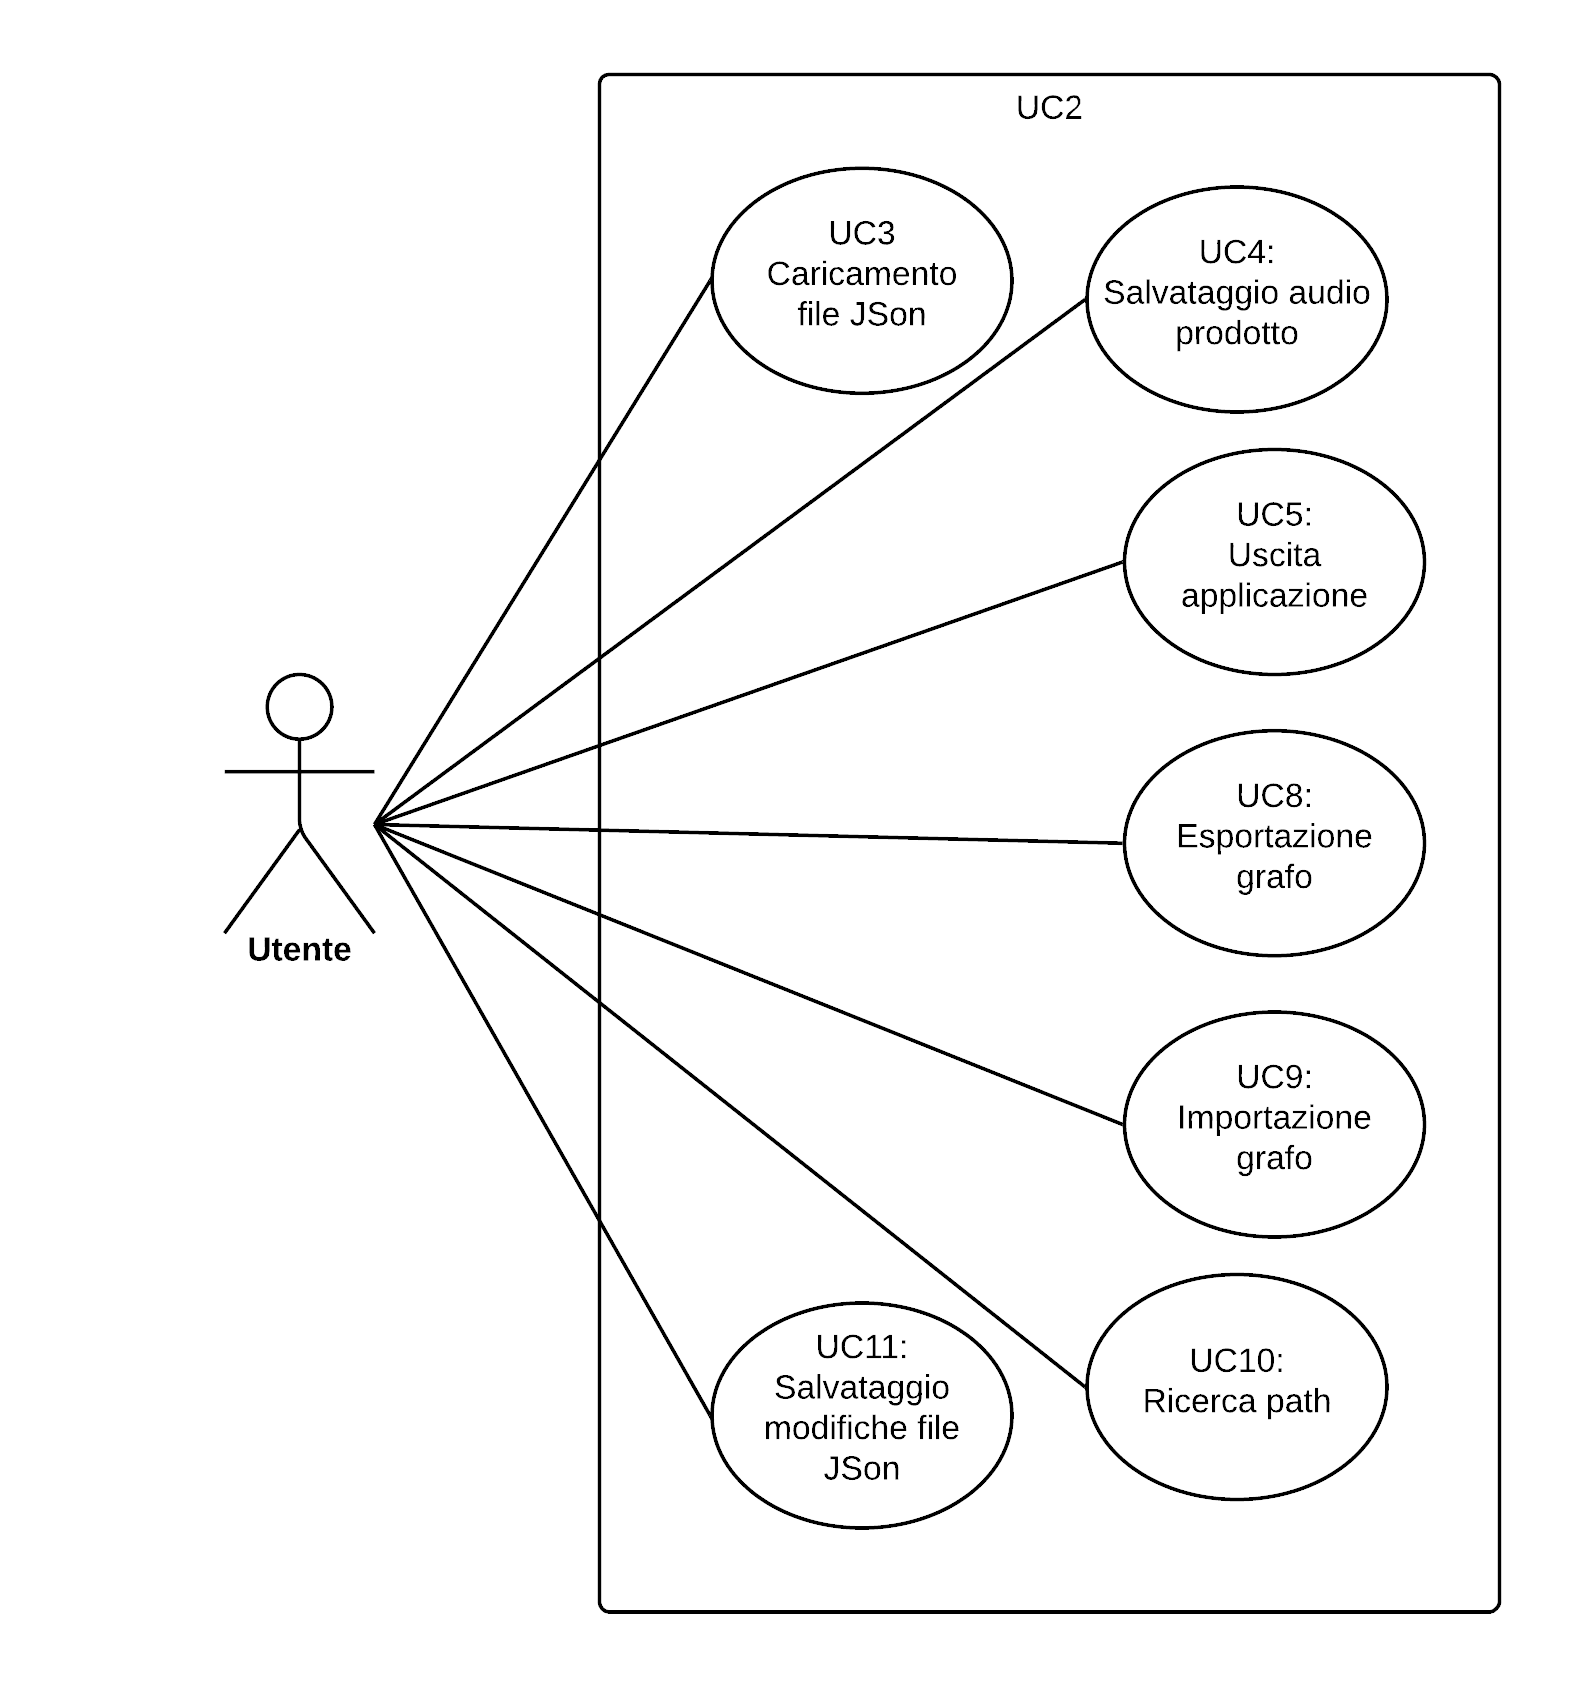 UC2
UC3
Caricamento
file JSon
UC4:
Salvataggio audio
prodotto
UC5:
Uscita
applicazione
UC8:
Esportazione
grafo
Utente
UC9:
Importazione
grafo
UC11:
Salvataggio
modifiche file
JSon
UC10:
Ricerca path